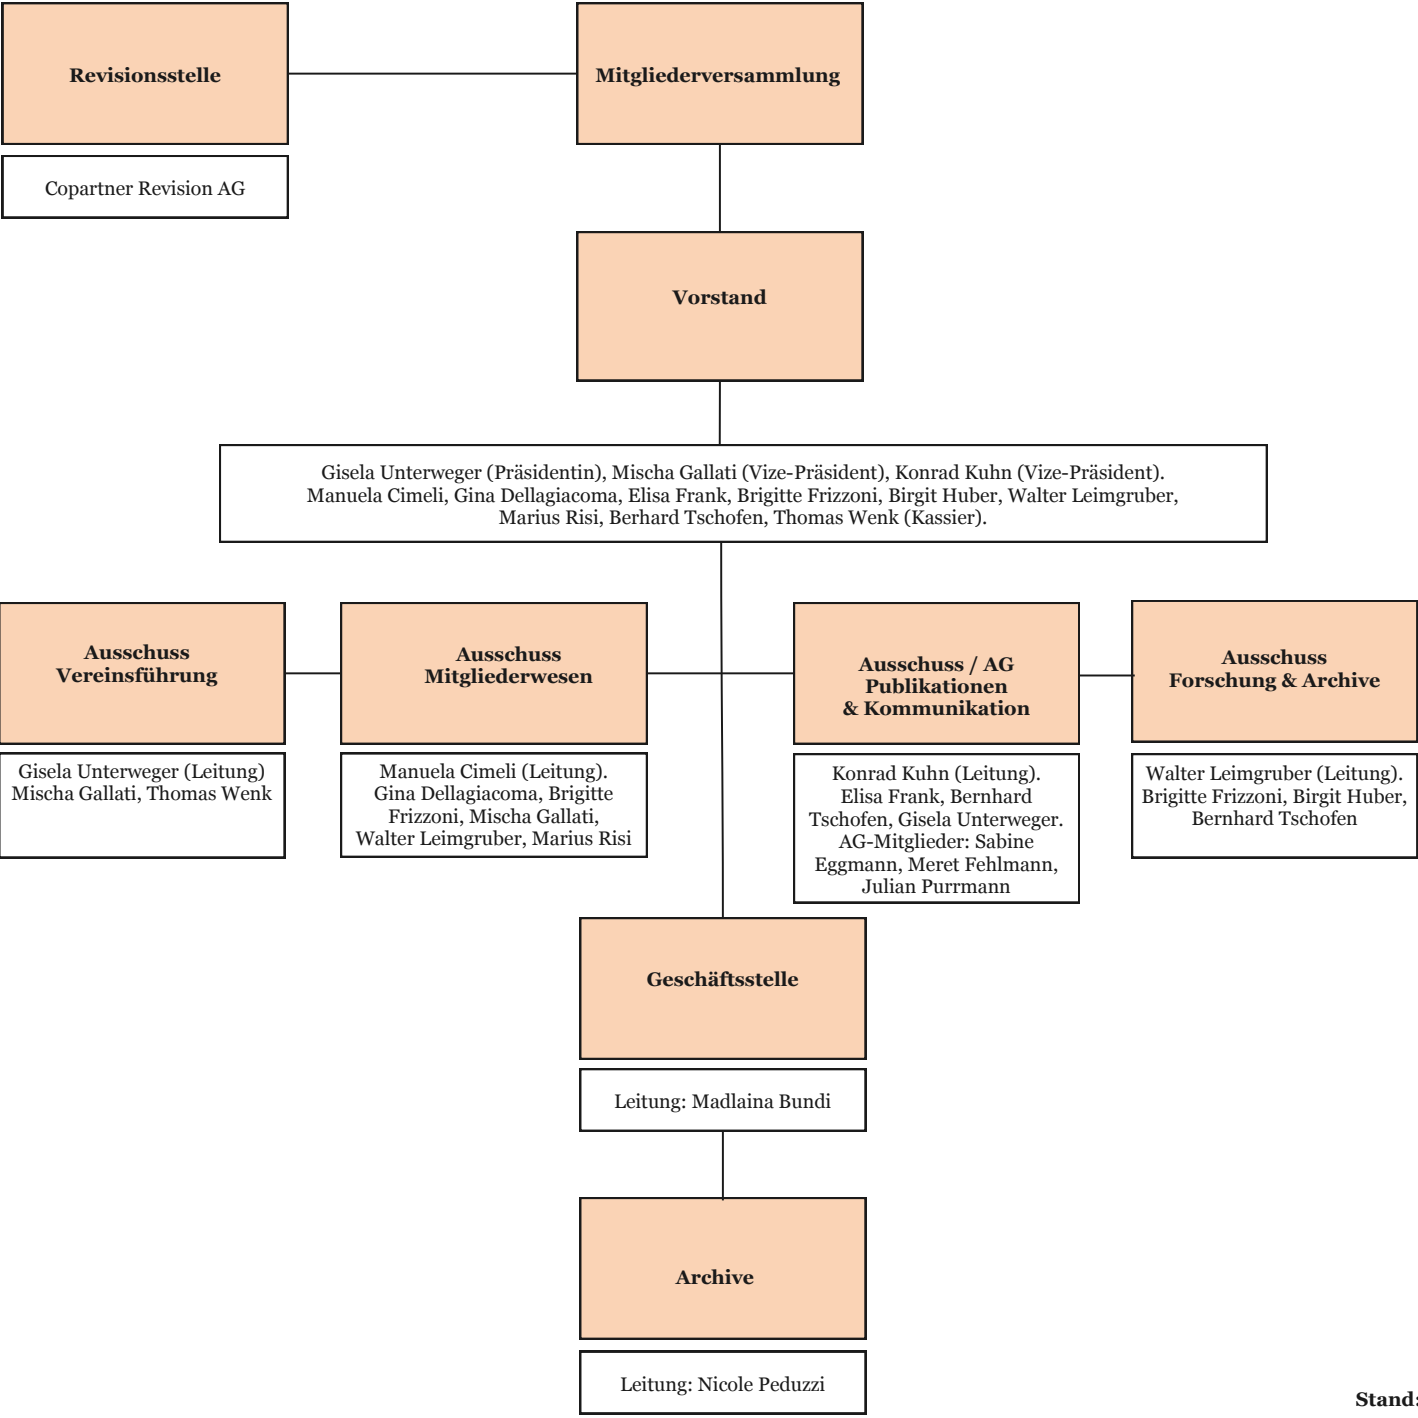 Revisionsstelle
Mitgliederversammlung
Copartner Revision AG
Vorstand
Gisela Unterweger (Präsidentin), Mischa Gallati (Vize-Präsident), Konrad Kuhn (Vize-Präsident).
Manuela Cimeli, Gina Dellagiacoma, Elisa Frank, Brigitte Frizzoni, Birgit Huber, Walter Leimgruber,
Marius Risi, Berhard Tschofen, Thomas Wenk (Kassier).
Ausschuss
Vereinsführung
Gisela Unterweger (Leitung)
Mischa Gallati, Thomas Wenk
Ausschuss
Mitgliederwesen
Manuela Cimeli (Leitung).
Gina Dellagiacoma, Brigitte
Frizzoni, Mischa Gallati,
Walter Leimgruber, Marius Risi
Ausschuss / AG
Publikationen
& Kommunikation
Konrad Kuhn (Leitung).
Elisa Frank, Bernhard
Tschofen, Gisela Unterweger.
AG-Mitglieder: Sabine
Eggmann, Meret Fehlmann,
Julian Purrmann
Ausschuss
Forschung & Archive
Walter Leimgruber (Leitung).
Brigitte Frizzoni, Birgit Huber,
Bernhard Tschofen
Geschäftsstelle
Leitung: Madlaina Bundi
Archive
Leitung: Nicole Peduzzi
Stand: